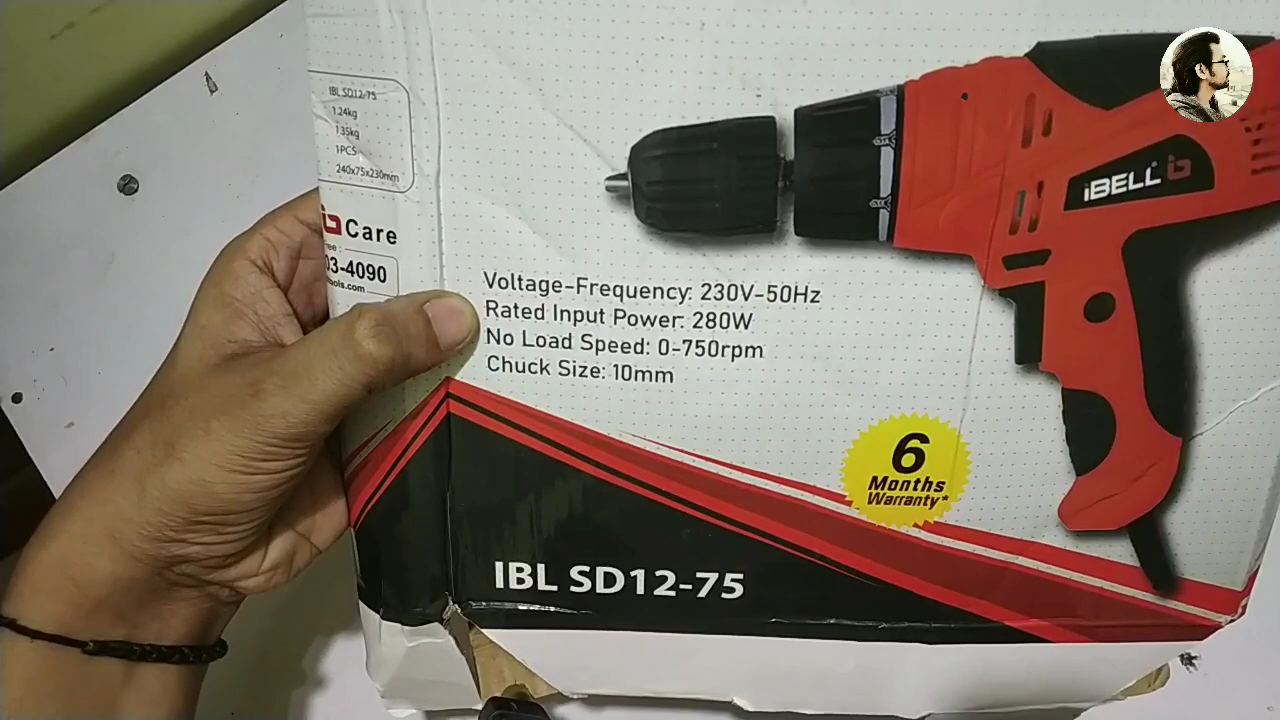 IBL SD12-75
1.24kg
1.35kg
1PCS
240x75x230mm
Care
03-4090
iBELL
Voltage-Frequency: 230V-50Hz
Rated Input Power: 280W
No Load Speed: 0-750rpm
Chuck Size: 10mm
6
Months
Warranty*
IBL SD12-75